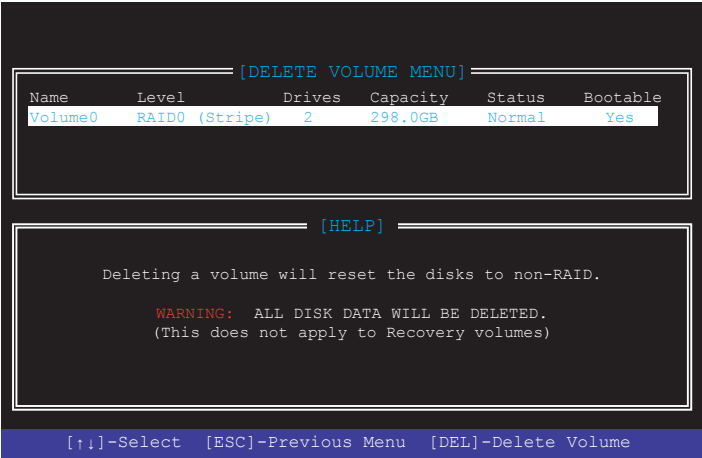 [DELETE VOLUME MENU]
Name Level Drives Capacity Status Bootable
Volume0 RAID0 (Stripe) 2 298.0GB Normal Yes
[HELP]
Deleting a volume will reset the disks to non-RAID.
WARNING: ALL DISK DATA WILL BE DELETED.
(This does not apply to Recovery volumes)
[↑↓]-Select [ESC]-Previous Menu [DEL]-Delete Volume